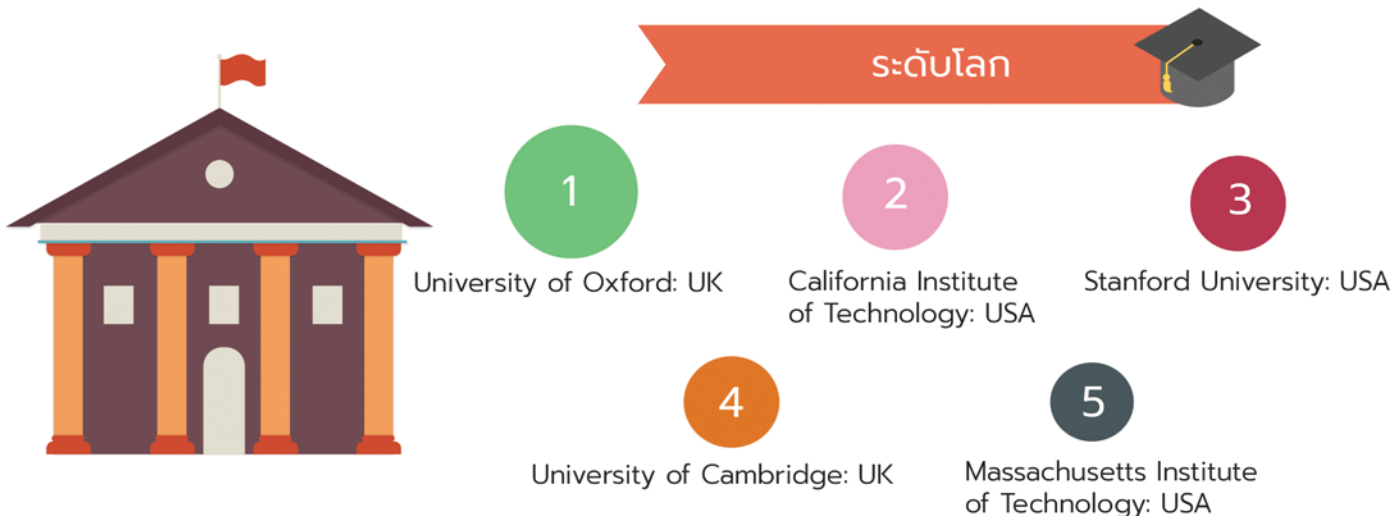 ระดับโลก
1
University of Oxford: UK
2
California Institute
of Technology: USA
3
Stanford University: USA
4
University of Cambridge: UK
5
Massachusetts Institute
of Technology: USA